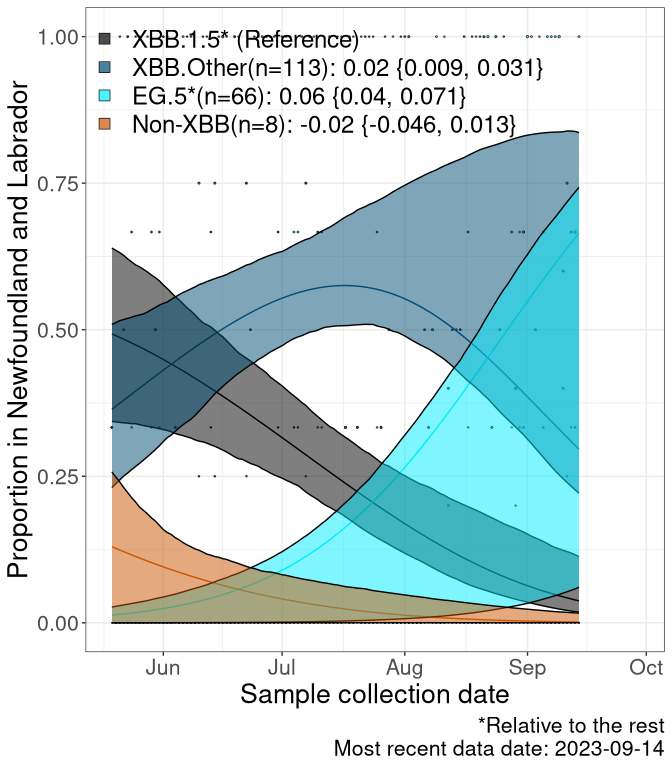 XBB.1.5* (Reference)
XBB.Other(n=113): 0.02 {0.009, 0.031}
EG.5*(n=66): 0.06 {0.04, 0.071}
Non-XBB(n=8): -0.02 {-0.046, 0.013}
Proportion in Newfoundland and Labrador
1.00
0.75
0.50
0.25
0.00
Jun Jul Aug Sep Oct
Sample collection date
*Relative to the rest
Most recent data date: 2023-09-14